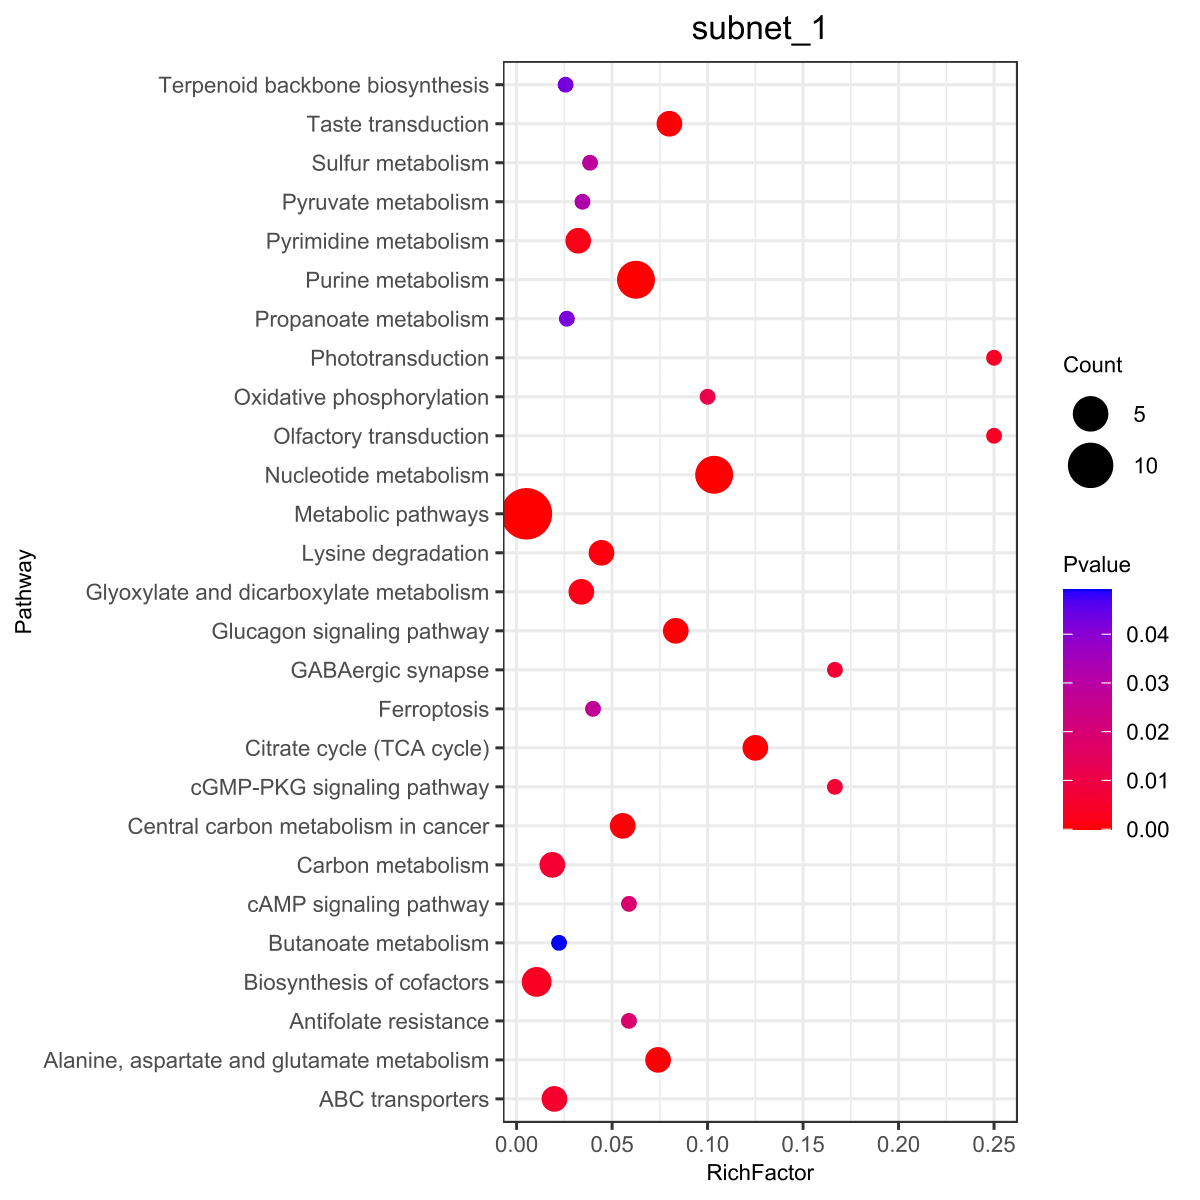 subnet_1
Terpenoid backbone biosynthesis
Taste transduction
Sulfur metabolism
Pyruvate metabolism
Pyrimidine metabolism
Purine metabolism
Propanoate metabolism
Phototransduction
Oxidative phosphorylation
Olfactory transduction
Nucleotide metabolism
Metabolic pathways
Lysine degradation
Glyoxylate and dicarboxylate metabolism
Glucagon signaling pathway
GABAergic synapse
Ferroptosis
Citrate cycle (TCA cycle)
cGMP-PKG signaling pathway
Central carbon metabolism in cancer
Carbon metabolism
cAMP signaling pathway
Butanoate metabolism
Biosynthesis of cofactors
Antifolate resistance
Alanine, aspartate and glutamate metabolism
ABC transporters
Pathway
0.00 0.05 0.10 0.15 0.20 0.25
RichFactor
Count
5
10
Pvalue
0.04
0.03
0.02
0.01
0.00